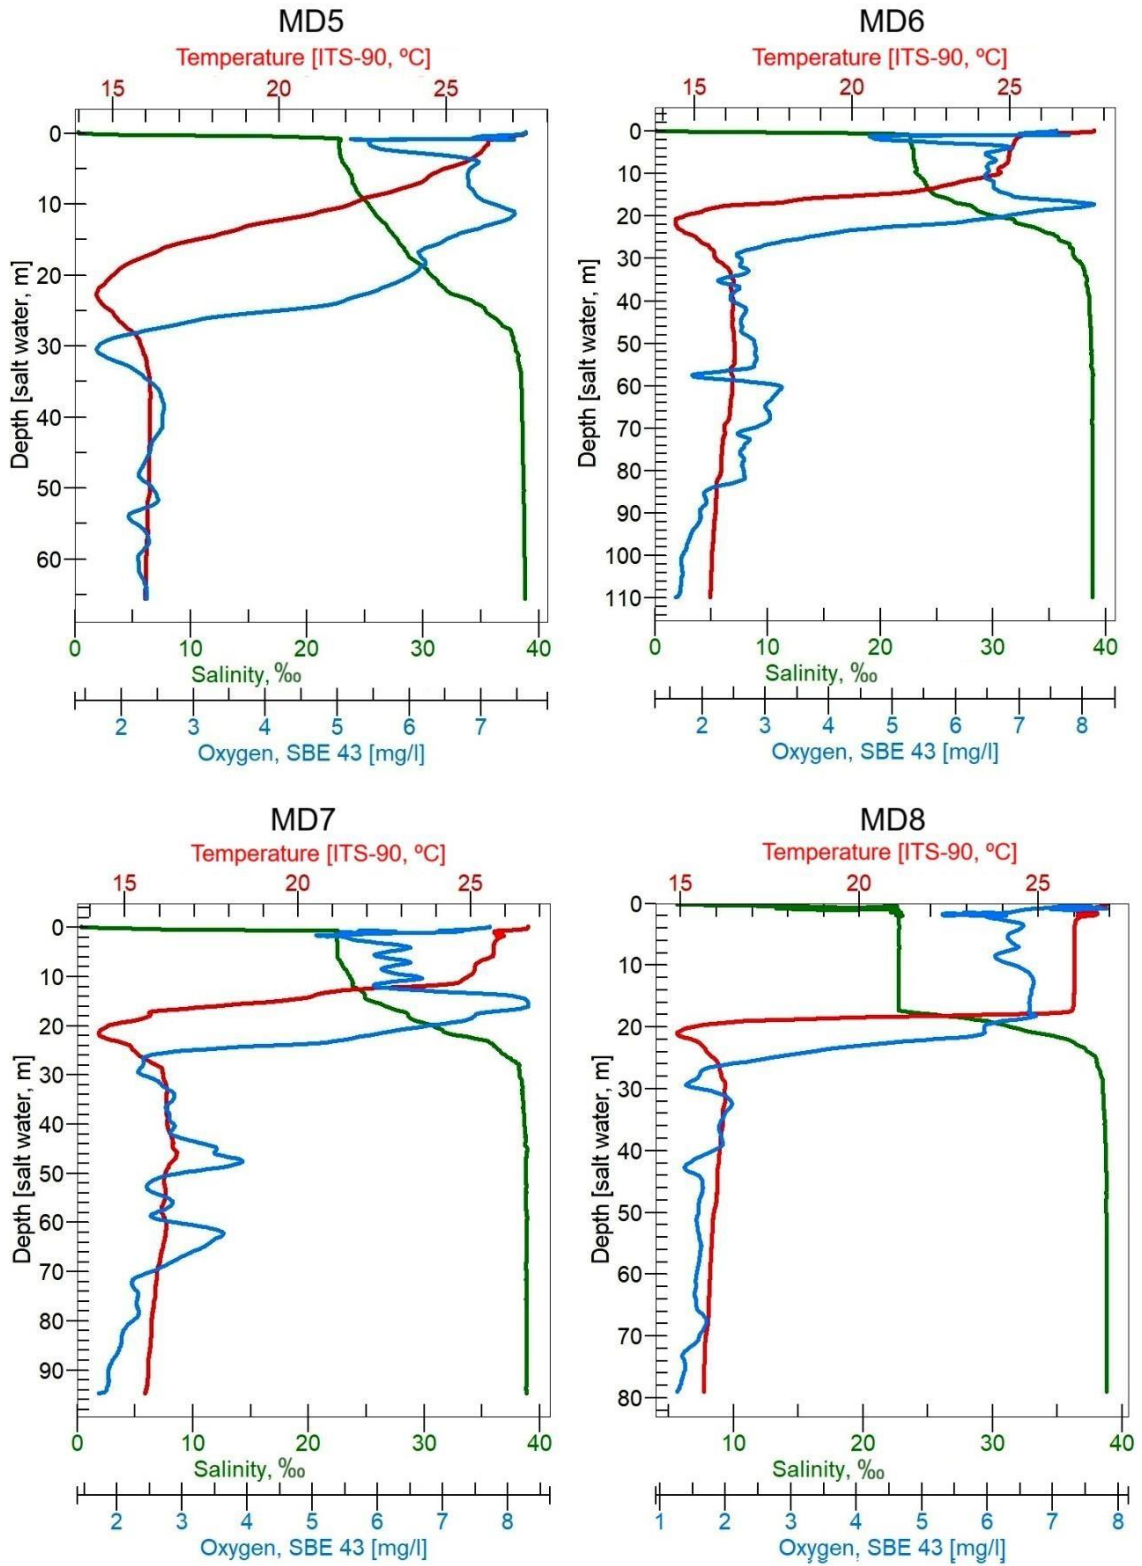 MD5
Temperature [ITS-90, ºC]
15 20 25
0
10
20
30
40
50
60
Depth [salt water, m]
0 10 20 30 40
Salinity, ‰
2 3 4 5 6 7
Oxygen, SBE 43 [mg/l]
MD6
Temperature [ITS-90, ºC]
15 20 25
0
10
20
30
40
50
60
70
80
90
100
110
Depth [salt water, m]
0 10 20 30 40
Salinity, ‰
2 3 4 5 6 7 8
Oxygen, SBE 43 [mg/l]
MD7
Temperature [ITS-90, ºC]
15 20 25
0
10
20
30
40
50
60
70
80
90
Depth [salt water, m]
0 10 20 30 40
Salinity, ‰
2 3 4 5 6 7 8
Oxygen, SBE 43 [mg/l]
MD8
Temperature [ITS-90, ºC]
15 20 25
0
10
20
30
40
50
60
70
80
Depth [salt water, m]
10 20 30 40
Salinity, ‰
1 2 3 4 5 6 7 8
Oxygen, SBE 43 [mg/l]